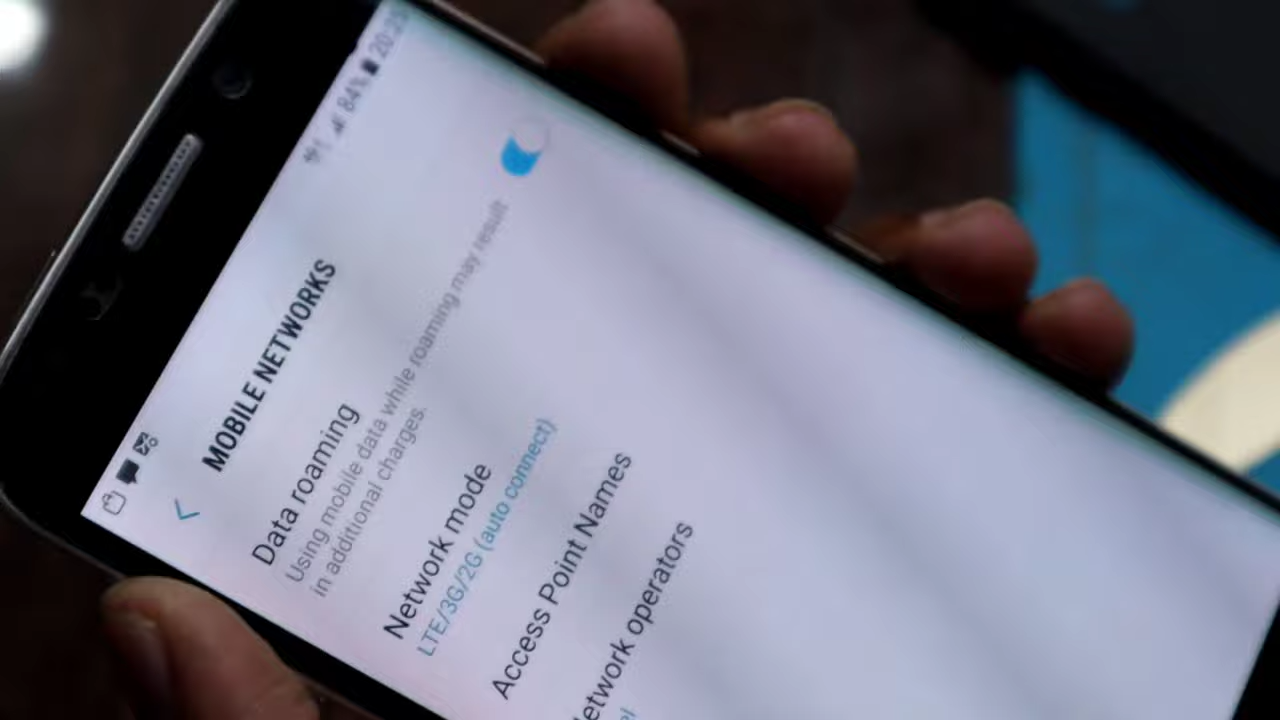 84%
MOBILE NETWORKS
Data roaming
Using mobile data while roaming may result
in additional charges.
Network mode
LTE/3G/2G (auto connect)
Access Point Names
etwork operators